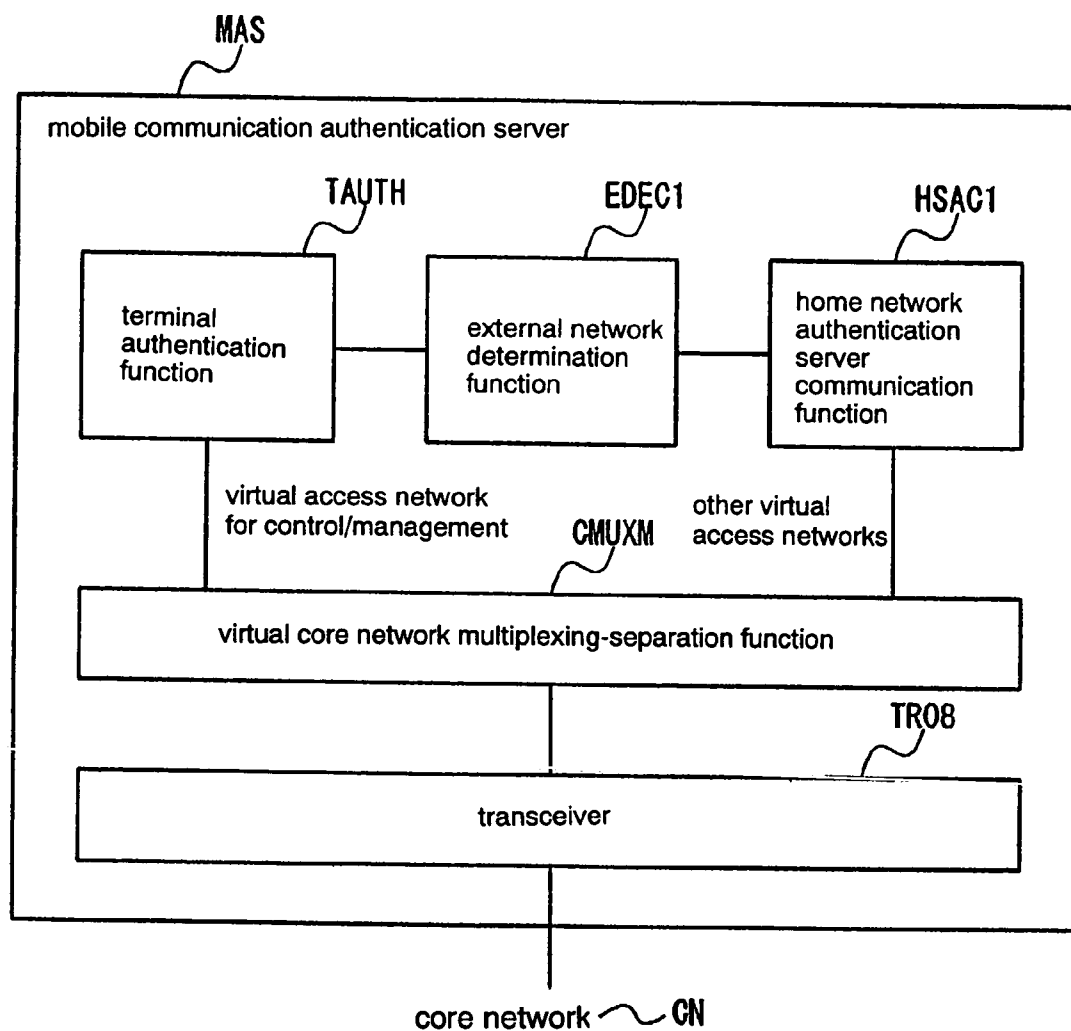 MAS
mobile communication authentication server
TAUTH
EDEC1
HSAC1
terminal
authentication
function
external network
determination
function
home network
authentication
server
communication
function
virtual access network
for control/management
other virtual
access networks
CMUXM
virtual core network multiplexing-separation function
TR08
transceiver
core network
CN